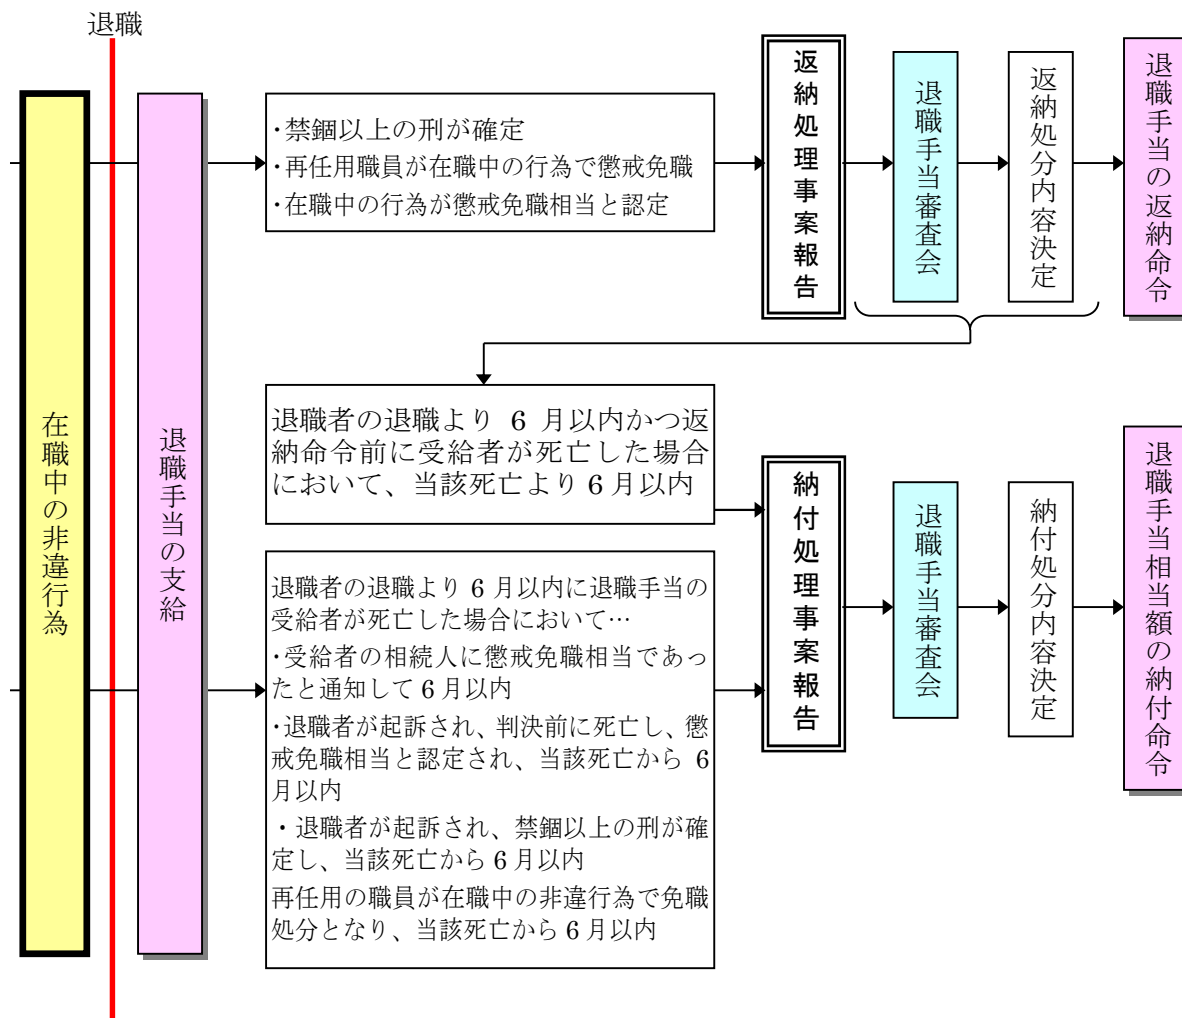 退職
在職中の非違行為
退職手当の支給
・禁錮以上の刑が確定
・再任用職員が在職中の行為で懲戒免職
・在職中の行為が懲戒免職相当と認定
返納処理事案報告
退職手当審査会
返納処分内容決定
退職手当の返納命令
退職者の退職より 6 月以内かつ返
納命令前に受給者が死亡した場合
において、当該死亡より 6 月以内
退職者の退職より 6 月以内に退職手当の
受給者が死亡した場合において…
・受給者の相続人に懲戒免職相当であっ
たと通知して 6 月以内
・退職者が起訴され、判決前に死亡し、懲
戒免職相当と認定され、当該死亡から 6
月以内
・退職者が起訴され、禁錮以上の刑が確
定し、当該死亡から 6 月以内
再任用の職員が在職中の非違行為で免職
処分となり、当該死亡から 6 月以内
納付処理事案報告
退職手当審査会
納付処分内容決定
退職手当相当額の納付命令